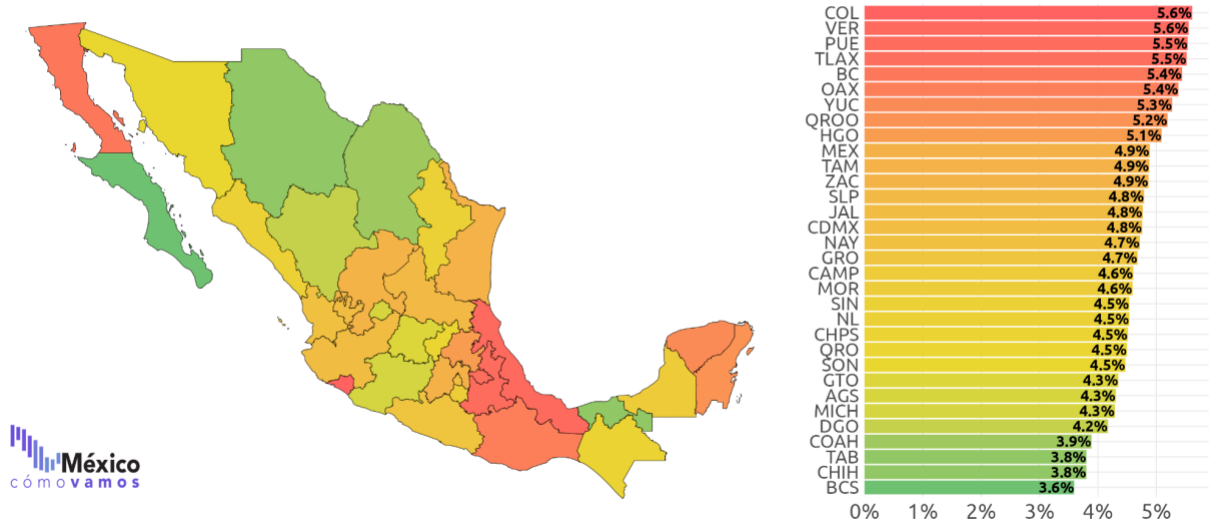 COL 5.6%
VER 5.6%
PUE 5.5%
TLAX 5.5%
BC 5.4%
OAX 5.4%
YUC 5.3%
QROO 5.2%
HGO 5.1%
MEX 4.9%
TAM 4.9%
ZAC 4.9%
SLP 4.8%
JAL 4.8%
CDMX 4.8%
NAY 4.7%
GRO 4.7%
CAMP 4.6%
MOR 4.6%
SIN 4.5%
NL 4.5%
CHPS 4.5%
QRO 4.5%
SON 4.5%
GTO 4.3%
AGS 4.3%
MICH 4.3%
DGO 4.2%
COAH 3.9%
TAB 3.8%
CHIH 3.8%
BCS 3.6%
0% 1% 2% 3% 4% 5%
México
cómovamos